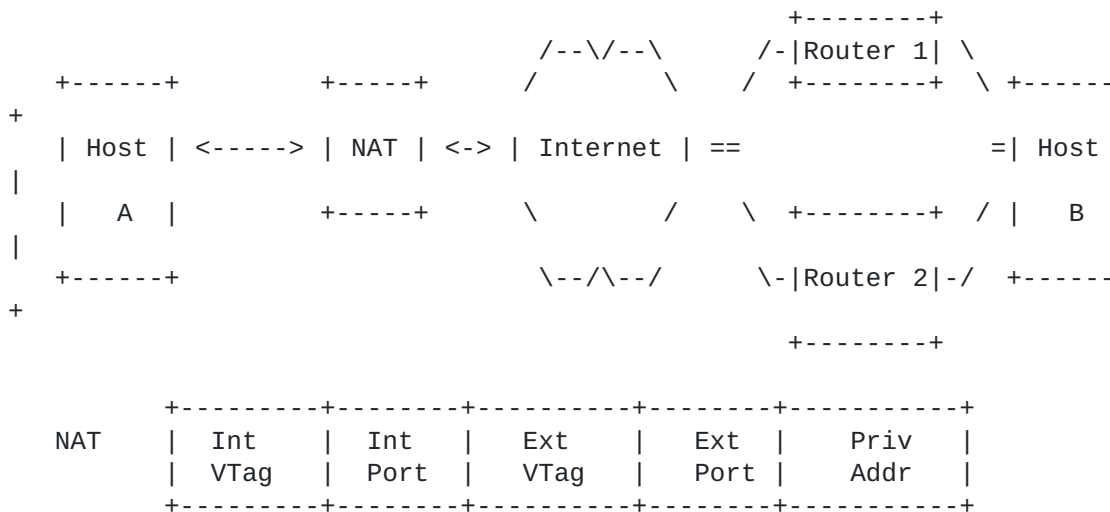 +--------+
                                    /--\/--\      /-|Router 1| \
   +------+          +-----+       /        \    /  +--------+  \ +------
+
   | Host | <-----> | NAT | <-> | Internet | ==                =| Host
|
   |   A  |          +-----+       \        /    \  +--------+  / |   B
|
   +------+                         \--/\--/      \-|Router 2|-/  +------
+
                                                    +--------+

          +---------+--------+----------+--------+-----------+
   NAT    |  Int    |  Int   |   Ext    |   Ext  |    Priv   |
          |  VTag   |  Port  |   VTag   |   Port |    Addr   |
          +---------+--------+----------+--------+-----------+